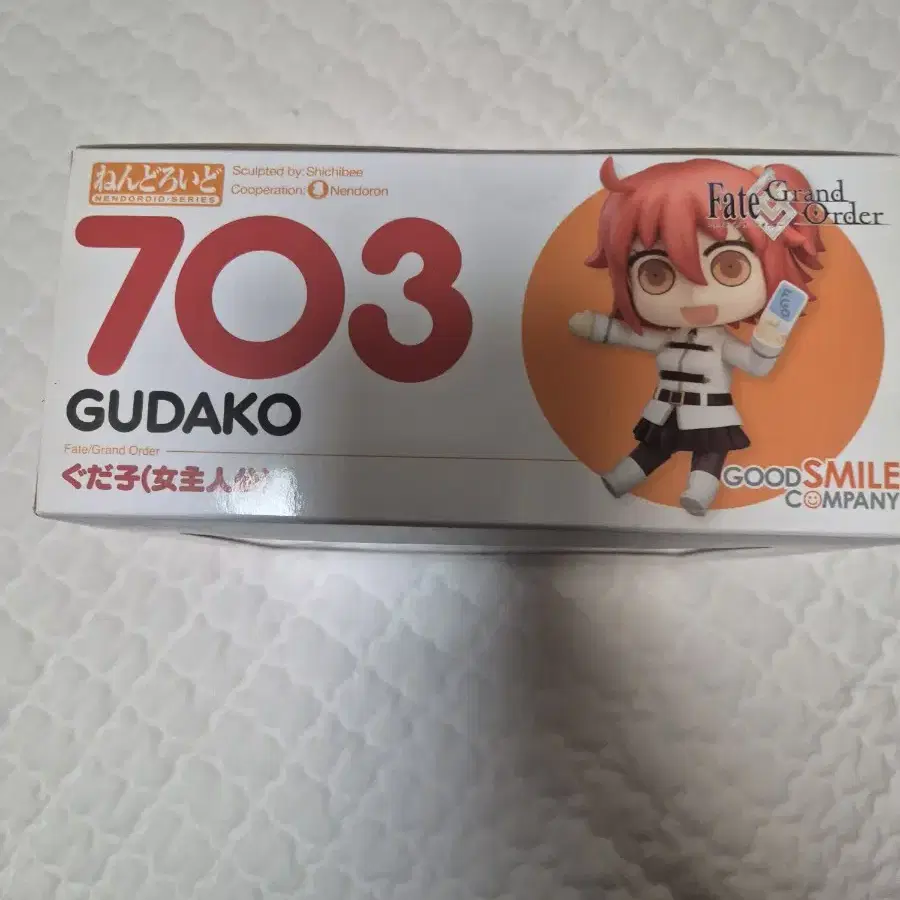 ねんどろいど
NENDOROID·SERIES
Sculpted by: Shichibee
Cooperation: Nendoron
703
GUDAKO
Fate/Grand Order
ぐだ子(女主人
Fate Grand Order
GOOD SMILE
COMPANY